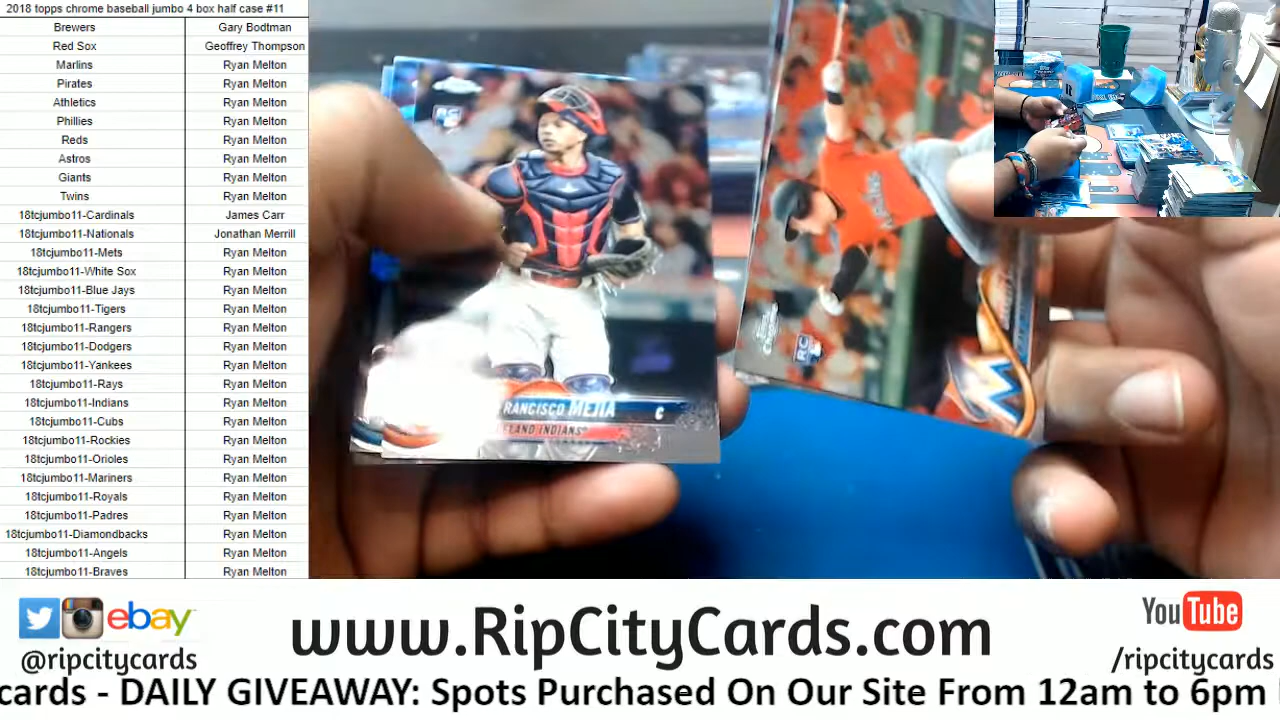 2018 topps chrome baseball jumbo 4 box half case #11
Brewers Gary Bodtman
Red Sox Geoffrey Thompson
Marlins Ryan Melton
Pirates Ryan Melton
Athletics Ryan Melton
Phillies Ryan Melton
Reds Ryan Melton
Astros Ryan Melton
Giants Ryan Melton
Twins Ryan Melton
18tcjumbo11-Cardinals James Carr
18tcjumbo11-Nationals Jonathan Merrill
18tcjumbo11-Mets Ryan Melton
18tcjumbo11-White Sox Ryan Melton
18tcjumbo11-Blue Jays Ryan Melton
18tcjumbo11-Tigers Ryan Melton
18tcjumbo11-Rangers Ryan Melton
18tcjumbo11-Dodgers Ryan Melton
18tcjumbo11-Yankees Ryan Melton
18tcjumbo11-Rays Ryan Melton
18tcjumbo11-Indians Ryan Melton
18tcjumbo11-Cubs Ryan Melton
18tcjumbo11-Rockies Ryan Melton
18tcjumbo11-Orioles Ryan Melton
18tcjumbo11-Mariners Ryan Melton
18tcjumbo11-Royals Ryan Melton
18tcjumbo11-Padres Ryan Melton
18tcjumbo11-Diamondbacks Ryan Melton
18tcjumbo11-Angels Ryan Melton
18tcjumbo11-Braves Ryan Melton
RC
RANCISCO MEJIA C
LAND INDIANS
RC
ebay
@ripcitycards
www.RipCityCards.com
YouTube
/ripcitycards
cards - DAILY GIVEAWAY: Spots Purchased On Our Site From 12am to 6pm